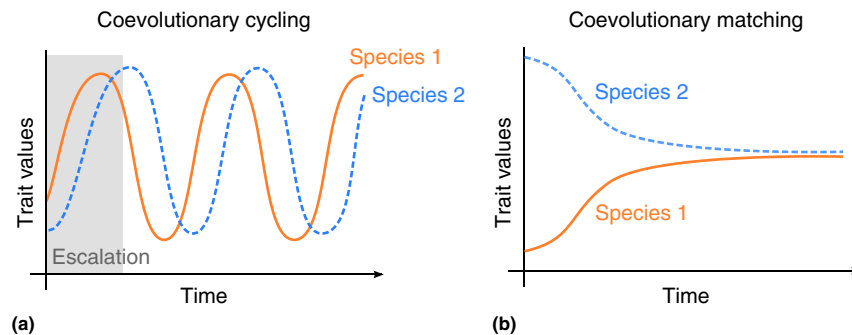 Coevolutionary cycling
Species 1
Species 2
Trait values
Escalation
Time
(a)
Coevolutionary matching
Species 2
Species 1
Trait values
Time
(b)